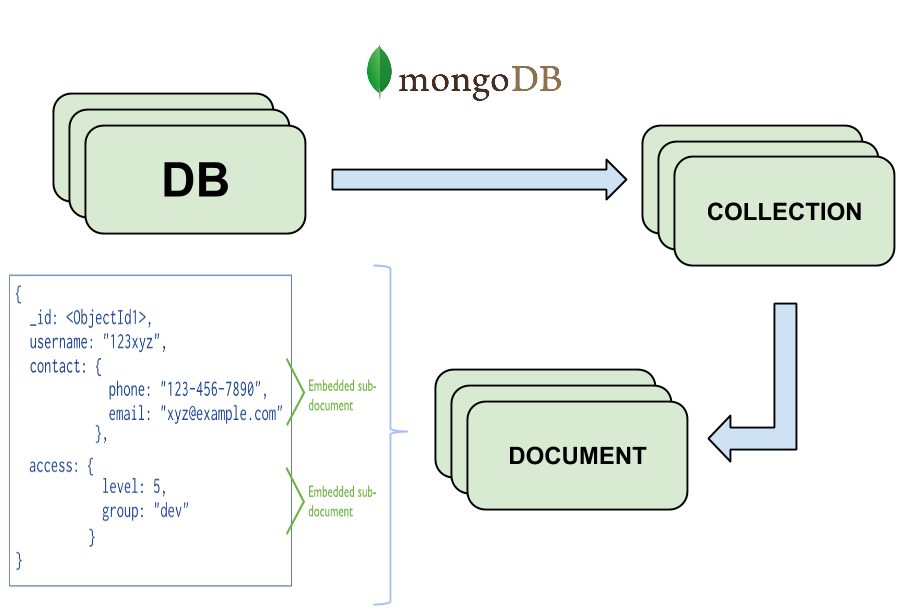 mongoDB
DB
COLLECTION
{
_id: <ObjectId1>,
username: "123xyz",
contact: {
phone: "123-456-7890",
email: "xyz@example.com"
},
access: {
level: 5,
group: "dev"
}
}
Embedded sub-
document
Embedded sub-
document
DOCUMENT